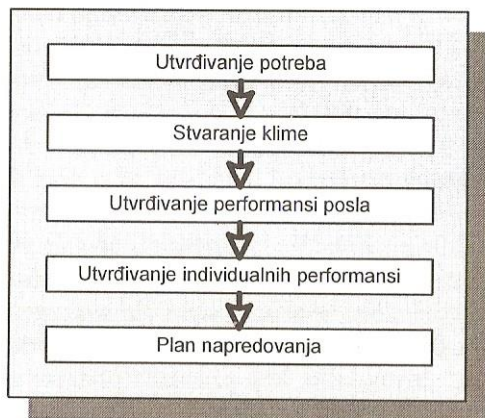 Utvrđivanje potreba
Stvaranje klime
Utvrđivanje performansi posla
Utvrđivanje individualnih performansi
Plan napredovanja